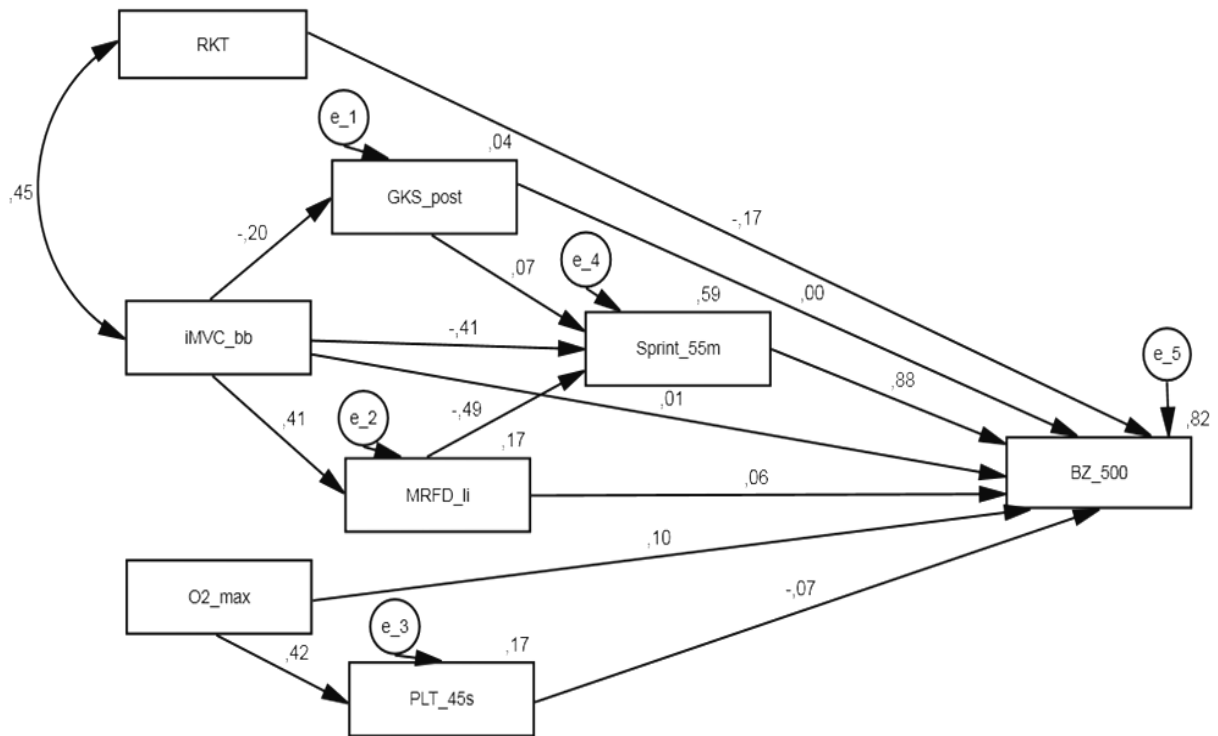 RKT
e_1
,04
GKS_post
,45
-,17
-,20
e_4
,07
,59
,00
iMVC_bb
-,41
Sprint_55m
e_5
,88
,01
,41
e_2
-,49
,17
,82
MRFD_li
,06
BZ_500
,10
O2_max
e_3
-,07
,42
,17
PLT_45s